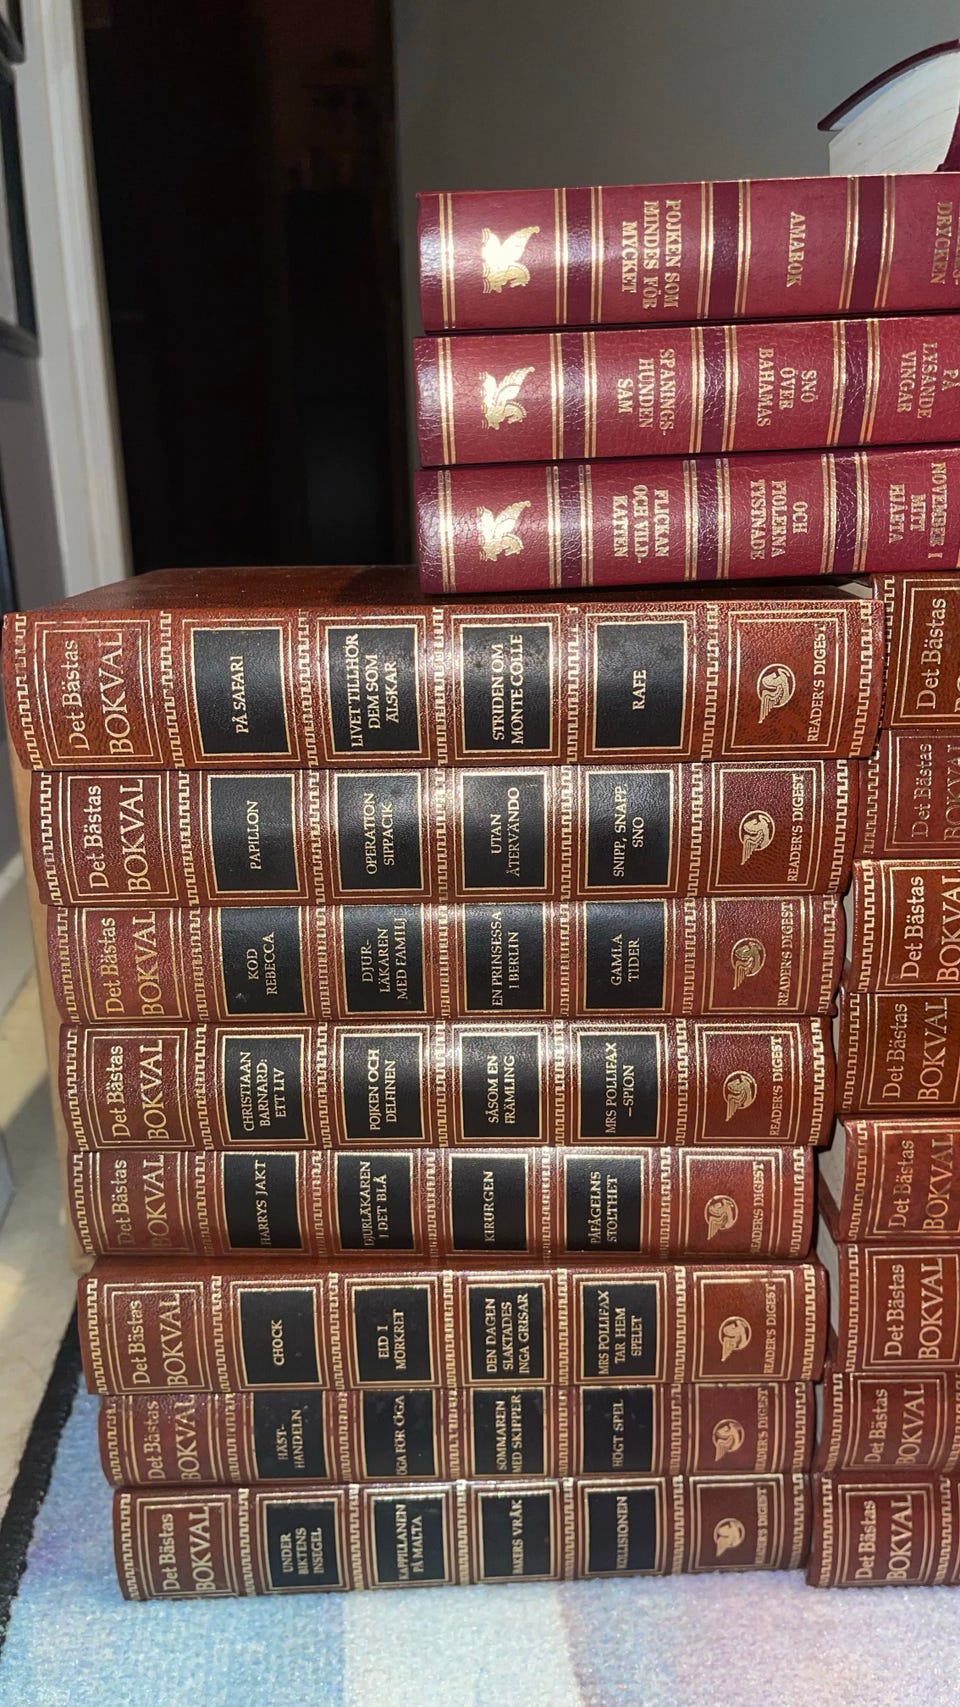 POJKEN SOM
MINDES FÖR
MYCKET
AMAROK
DRYCKEN
SPANINGS-
HUNDEN
SAM
SNÖ
ÖVER
BAHAMAS
PÅ
LYSANDE
VINGAR
FLICKAN
OCH VILD-
KATTEN
OCH
FIOLERNA
TYSTNADE
NOVEMBER I
MITT
HJÄRTA
Det Bästas
BOKVAL
PÅ SAFARI
LIVET TILLHÖR
DEM SOM
ÄLSKAR
STRIDEN OM
MONTE COLLE
RAFE
READER'S DIGEST
Det Bästas
BOKVAL
PAPILLON
OPERATION
SIPPACIK
UTAN
ÅTERVÄNDO
SNIPP, SNAPP,
SNO
READER'S DIGEST
Det Bästas
BOKVAL
KOD
REBECCA
DJUR-
LÄKAREN
MED FAMILJ
EN PRINSESSA
I BERLIN
GAMLA
TIDER
READER'S DIGEST
Det Bästas
BOKVAL
CHRISTIAAN
BARNARD:
ETT LIV
POJKEN OCH
DELFINEN
SÅSOM EN
FRÄMLING
MRS POLLIFAX
–SPION
READER'S DIGEST
Det Bästas
BOKVAL
HARRYS JAKT
DJURLÄKAREN
I DET BLÅ
KIRURGEN
PÅFÅGELNS
STOLTHET
READER'S DIGEST
Det Bästas
BOKVAL
CHOCK
ELD I
MÖRKRET
DEN DAGEN
SLAKTADES
INGA GRISAR
MRS POLLIFAX
TAR HEM
SPELET
READER'S DIGEST
Det Bästas
BOKVAL
HÄST-
HANDELN
ÖGA FÖR ÖGA
SOMMAREN
MED SKIPPER
HÖGT SPEL
READER'S DIGEST
Det Bästas
BOKVAL
UNDER
BIKTENS
INSEGEL
KAPPLANEN
PÅ MALTA
BAKERS VRÅK
KOLLISIONEN
READER'S DIGEST
Det Bästas
Det Bästas
BOKVAL
Det Bästas
BOKVAL
Det Bästas
BOKVAL
Det Bästas
BOKVAL
Det Bästas
BOKVAL
Det Bästas
BOKVAL
Det Bästas
BOKVAL